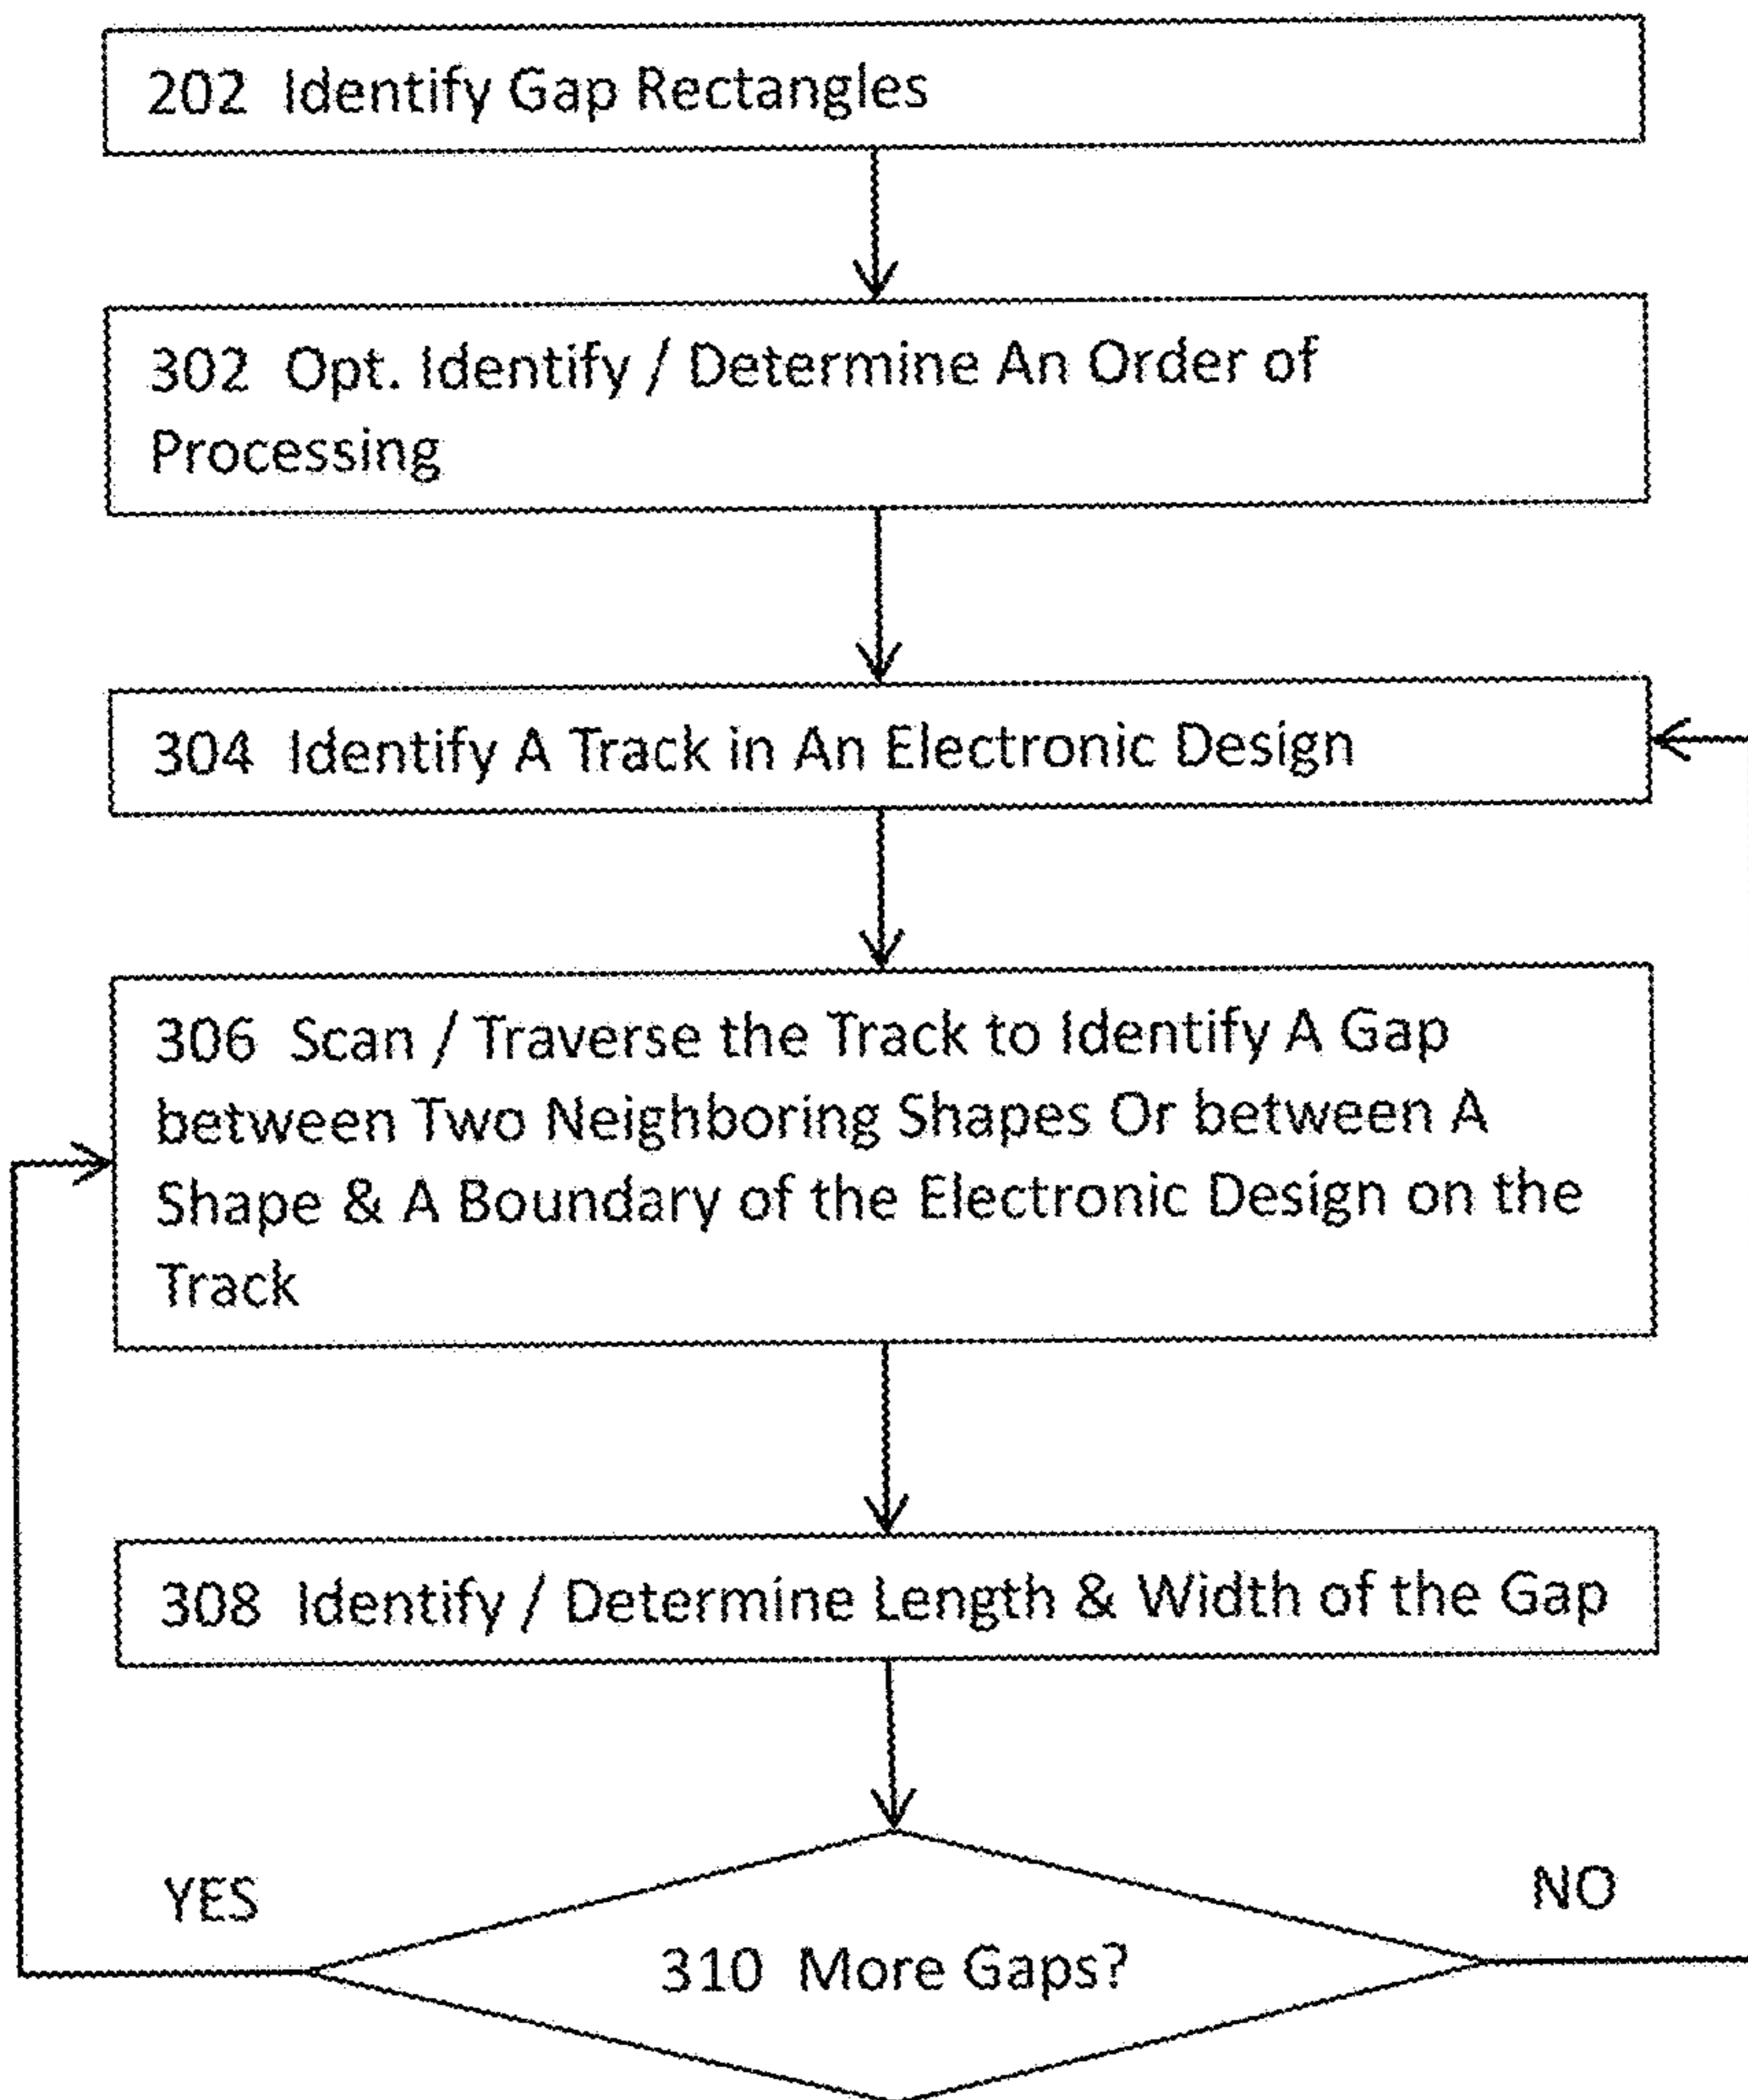 202 Identify Gap Rectangles
302 Opt. Identify / Determine An Order of
Processing
304 Identify A Track in An Electronic Design
306 Scan / Traverse the Track to Identify A Gap
between Two Neighboring Shapes Or between A
Shape & A Boundary of the Electronic Design on the
Track
308 Identify / Determine Length & Width of the Gap
YES
NO
310 More Gaps?